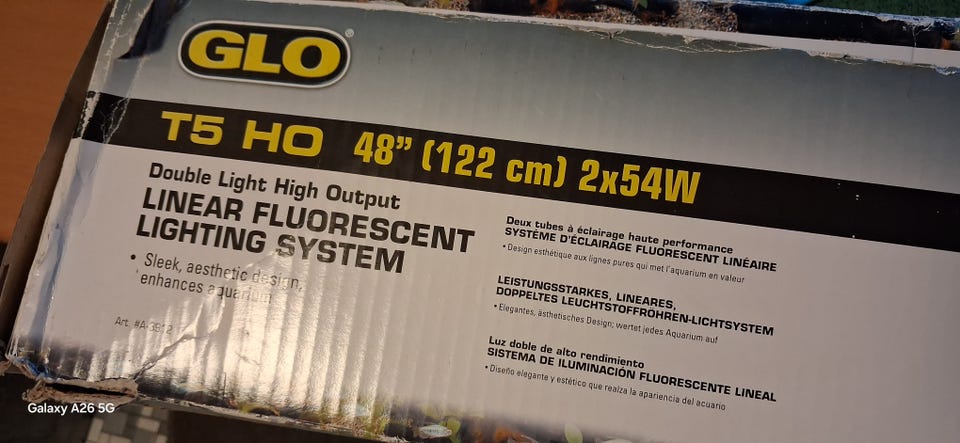 GLO®
T5 HO 48” (122 cm) 2x54W
Double Light High Output
LINEAR FLUORESCENT
LIGHTING SYSTEM
• Sleek, aesthetic design,
enhances aquarium
Art. #A-3912
Deux tubes à éclairage haute performance
SYSTÈME D'ÉCLAIRAGE FLUORESCENT LINÉAIRE
• Design esthétique aux lignes pures qui met l'aquarium en valeur
LEISTUNGSSTARKES, LINEARES,
DOPPELTES LEUCHTSTOFFRÖHREN-LICHTSYSTEM
• Elegantes, ästhetisches Design; wertet jedes Aquarium auf
Luz doble de alto rendimiento
SISTEMA DE ILUMINACIÓN FLUORESCENTE LINEAL
• Diseño elegante y estético que realza la apariencia del acuario
Galaxy A26 5G